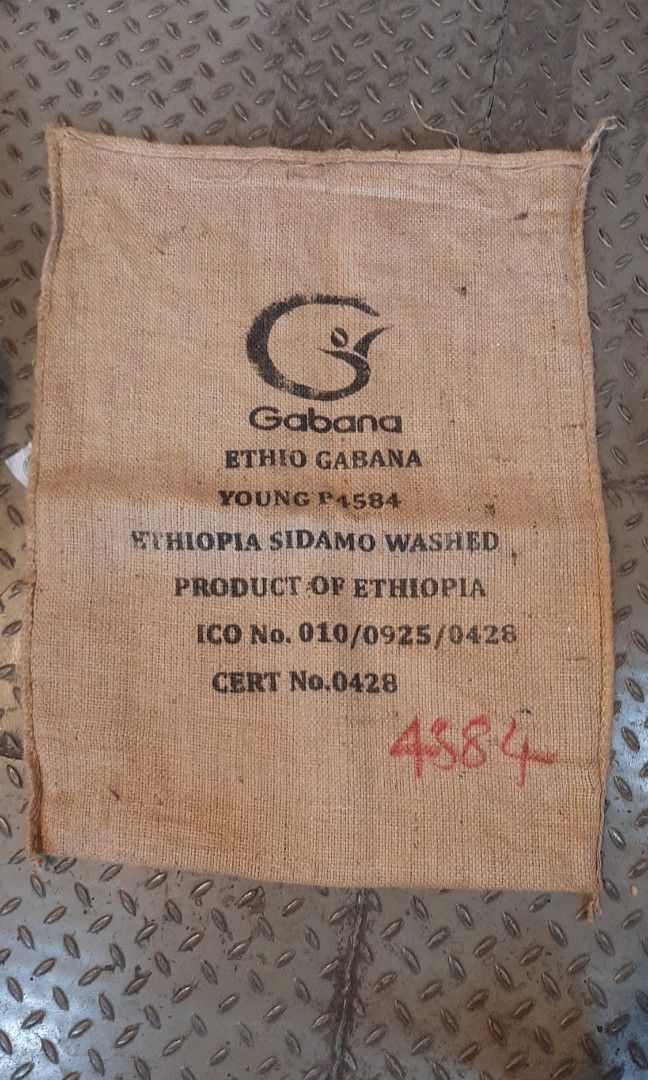 Gabana
ETHIO GABANA
YOUNG P4584
ETHIOPIA SIDAMO WASHED
PRODUCT OF ETHIOPIA
ICO No. 010/0925/0428
CERT No.0428
4384